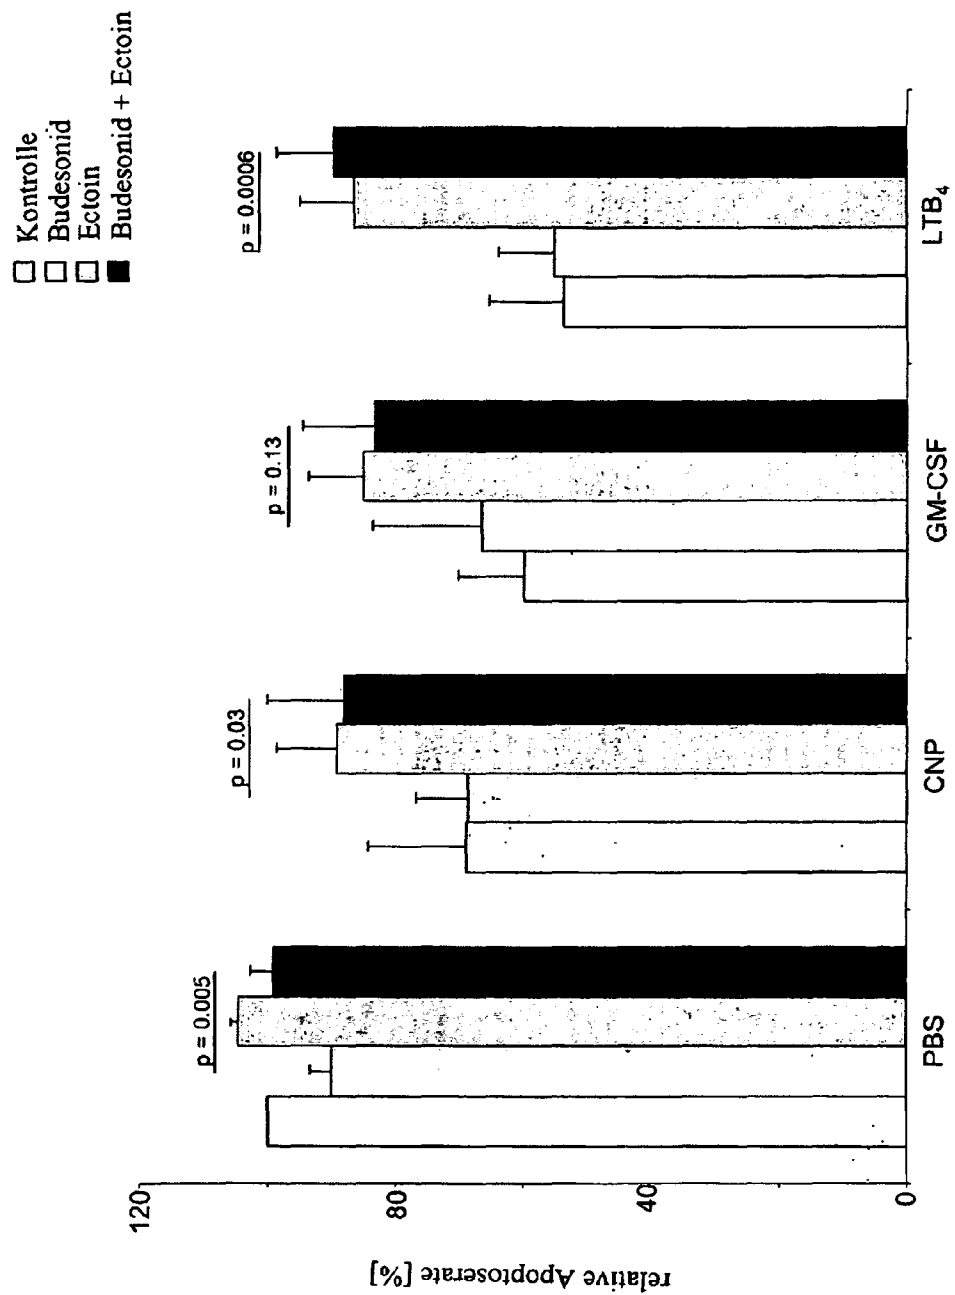 Kontrolle
Budesonid
Ectoin
Budesonid + Ectoin
relative Apoptoserate [%]
120
80
40
0
p = 0.005
p = 0.03
p = 0.13
p = 0.0006
PBS
CNP
GM-CSF
LTB4